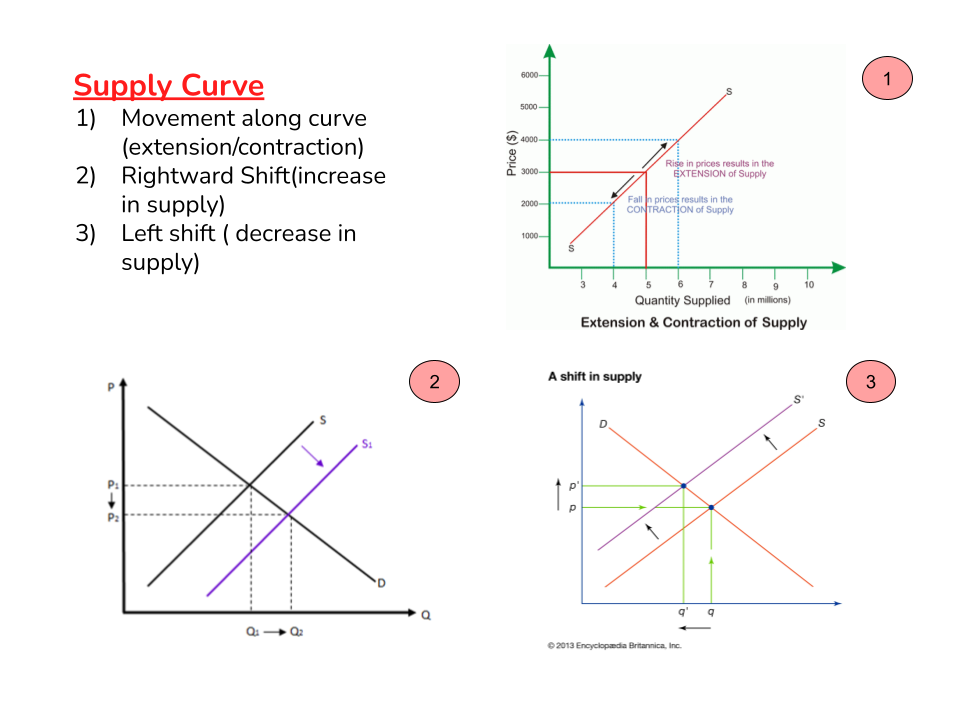 Supply Curve
1) Movement along curve
(extension/contraction)
2) Rightward Shift(increase
in supply)
3) Left shift ( decrease in
supply)
1
Price ($)
6000
5000
4000
3000
2000
1000
S
S
Rise in prices results in the
EXTENSION of Supply
Fall in prices results in the
CONTRACTION of Supply
3 4 5 6 7 8 9 10
Quantity Supplied (in millions)
Extension & Contraction of Supply
2
P
S
S1
P1
P2
D
Q
Q1 Q2
3
A shift in supply
S'
D
S
p'
p
q' q
© 2013 Encyclopædia Britannica, Inc.